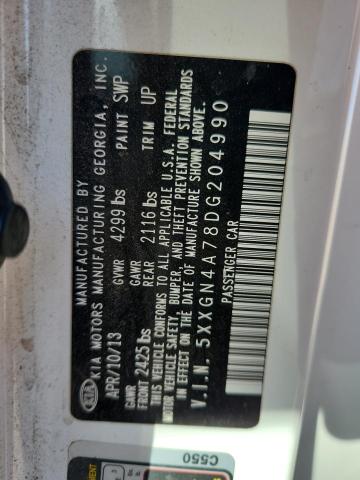 KIA
MANUFACTURED BY
KIA MOTORS MANUFACTURING GEORGIA, INC.
APR/10/13 GVWR 4299 lbs PAINT SWP
GAWR FRONT 2425 lbs GAWR REAR 2116 lbs TRIM UP
THIS VEHICLE CONFORMS TO ALL APPLICABLE U.S.A. FEDERAL
MOTOR VEHICLE SAFETY, BUMPER, AND THEFT PREVENTION STANDARDS
IN EFFECT ON THE DATE OF MANUFACTURE SHOWN ABOVE.
V.I.N. 5XXGN4A78DG204990
PASSENGER CAR
C550